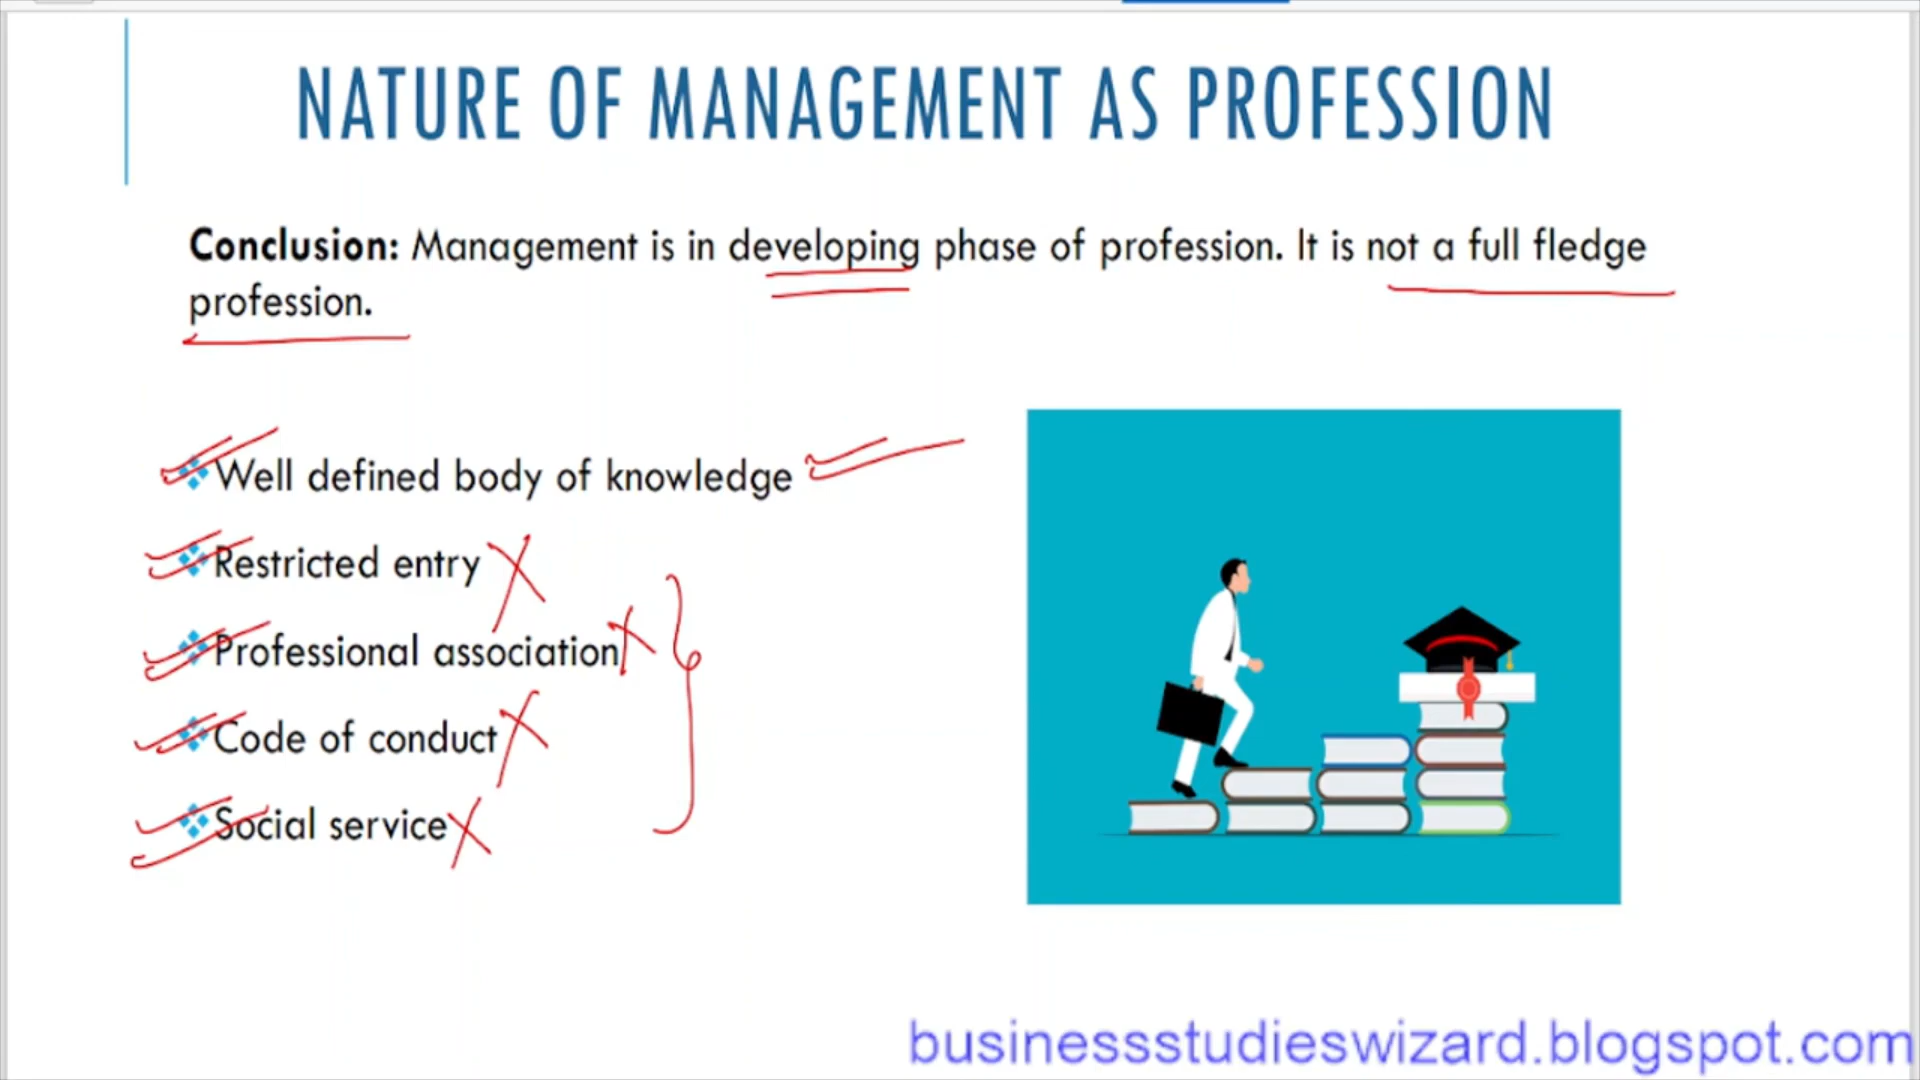 NATURE OF MANAGEMENT AS PROFESSION
Conclusion: Management is in developing phase of profession. It is not a full fledge
profession.
Well defined body of knowledge
Restricted entry
Professional association
Code of conduct
Social service
businessstudieswizard.blogspot.com